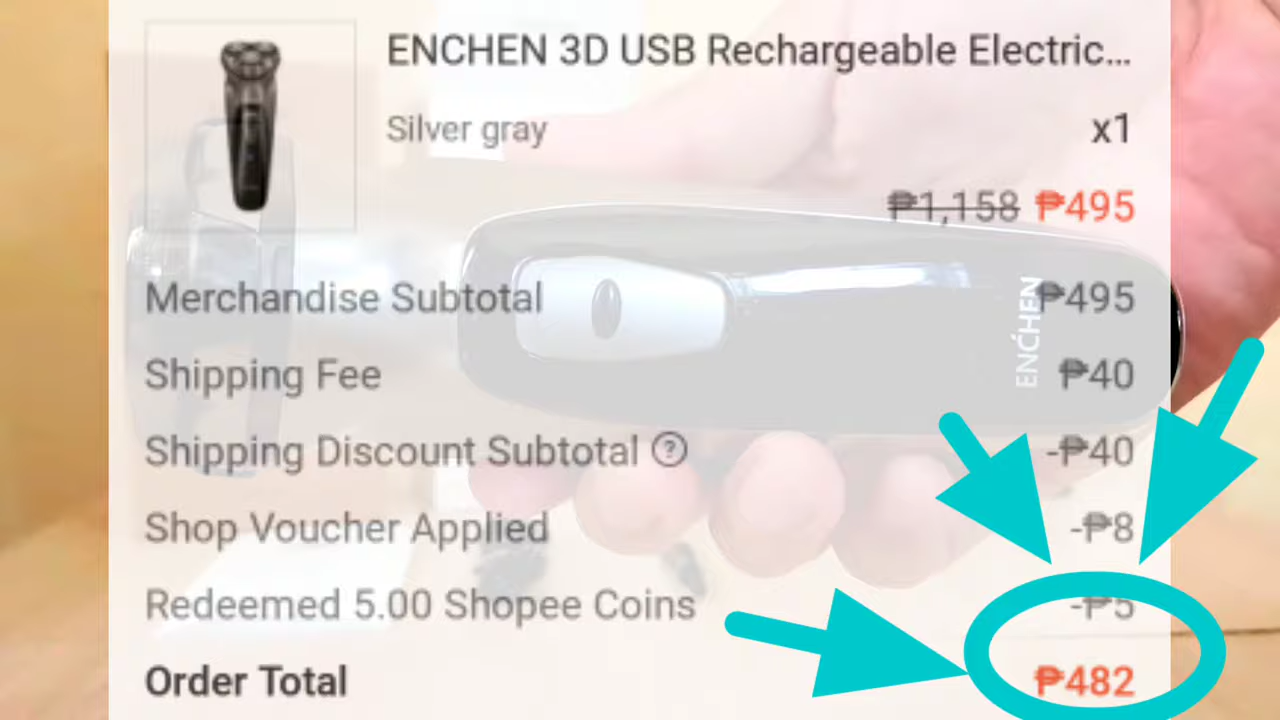 ENCHEN 3D USB Rechargeable Electric...
Silver gray x1
₱1,158 ₱495
Merchandise Subtotal ₱495
ENCHEN
Shipping Fee ₱40
Shipping Discount Subtotal ? -₱40
Shop Voucher Applied -₱8
Redeemed 5.00 Shopee Coins -₱5
Order Total ₱482